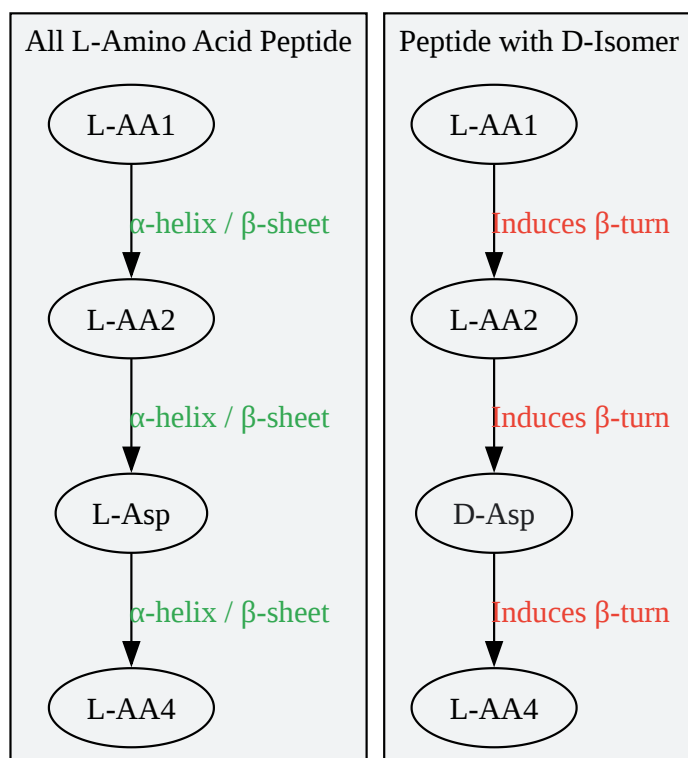 All L-Amino Acid Peptide
L-AA1
α-helix / β-sheet
L-AA2
α-helix / β-sheet
L-Asp
α-helix / β-sheet
L-AA4
Peptide with D-Isomer
L-AA1
Induces β-turn
L-AA2
Induces β-turn
D-Asp
Induces β-turn
L-AA4